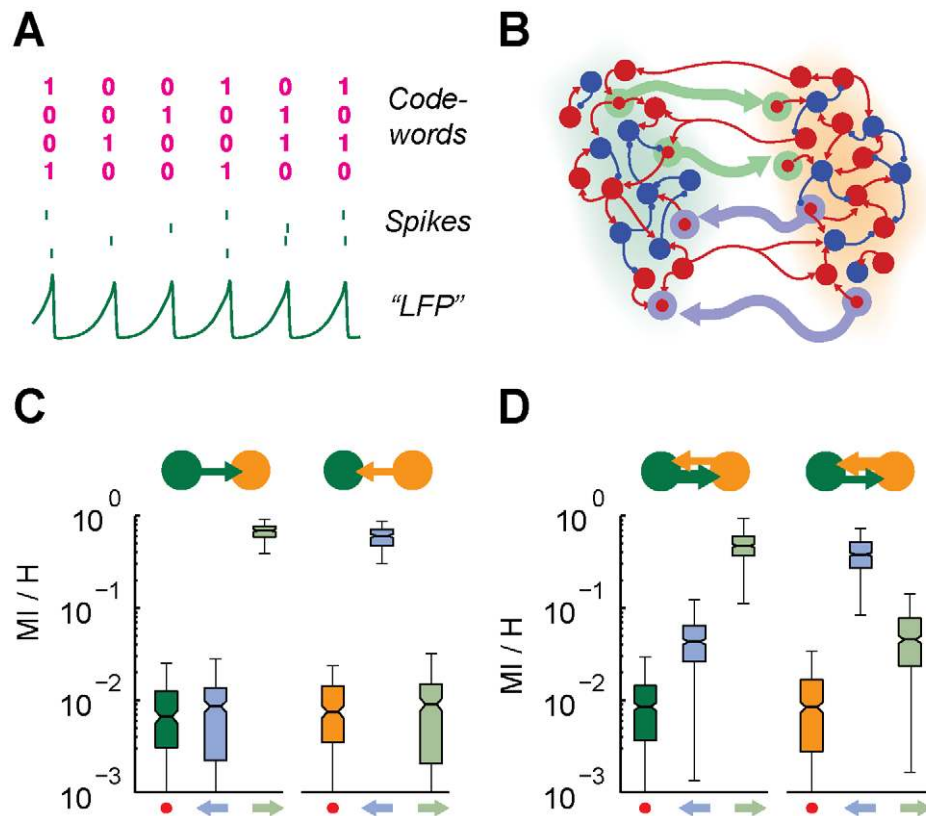 A
1 0 0 1 0 1
0 0 1 0 1 0
0 1 0 0 1 1
1 0 0 1 0 0
Code-
words
Spikes
"LFP"
B
C
MI / H
10^0
10^−1
10^−2
10^−3
D
MI / H
10^0
10^−1
10^−2
10^−3